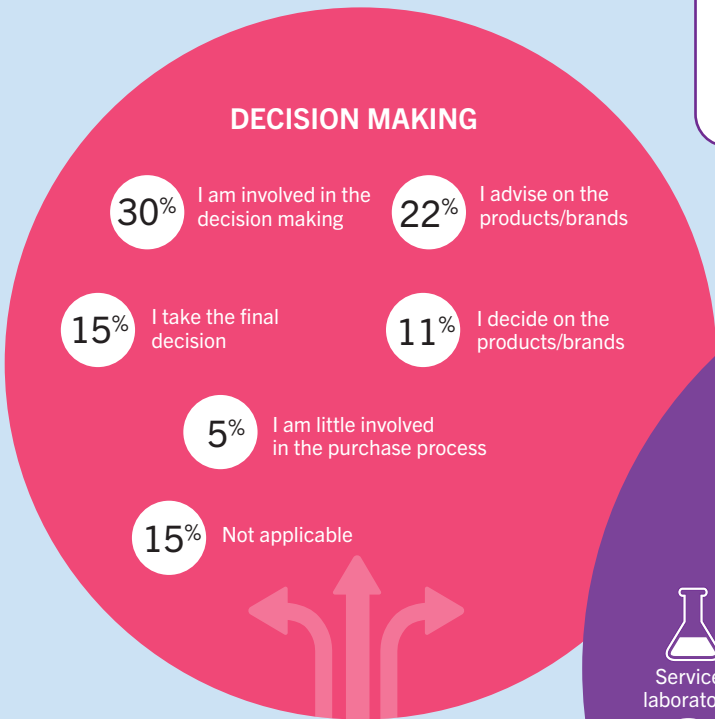 DECISION MAKING
30%
I am involved in the
decision making
22%
I advise on the
products/brands
15%
I take the final
decision
11%
I decide on the
products/brands
5%
I am little involved
in the purchase process
15%
Not applicable